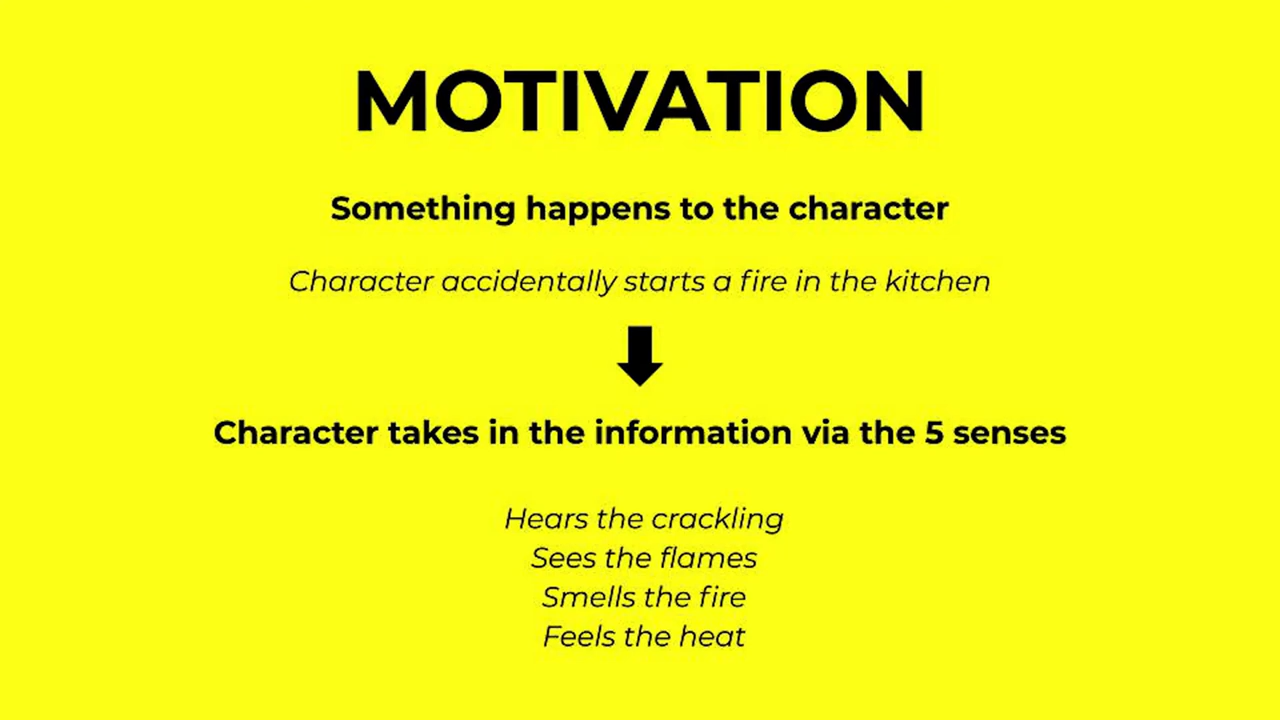 MOTIVATION
Something happens to the character
Character accidentally starts a fire in the kitchen
Character takes in the information via the 5 senses
Hears the crackling
Sees the flames
Smells the fire
Feels the heat